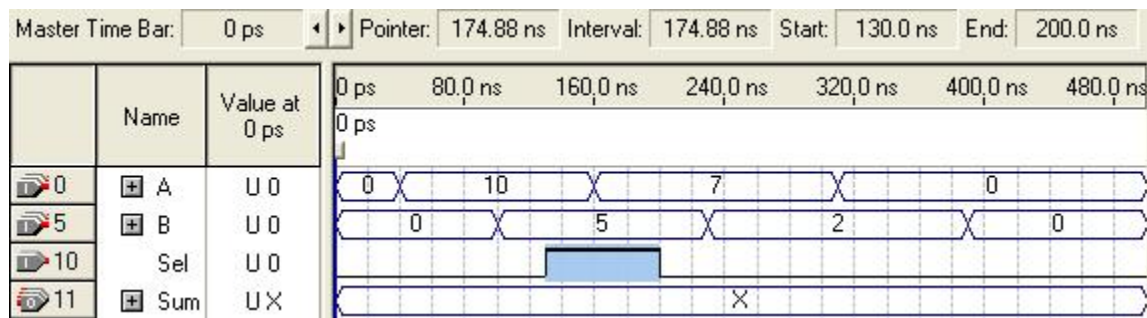 Master Time Bar: 0 ps Pointer: 174.88 ns Interval: 174.88 ns Start: 130.0 ns End: 200.0 ns
Name Value at 0 ps
0 ps 80.0 ns 160.0 ns 240.0 ns 320.0 ns 400.0 ns 480.0 ns
0 ps
0 A U 0 0 10 7 0
5 B U 0 0 5 2 0
10 Sel U 0
11 Sum U X X